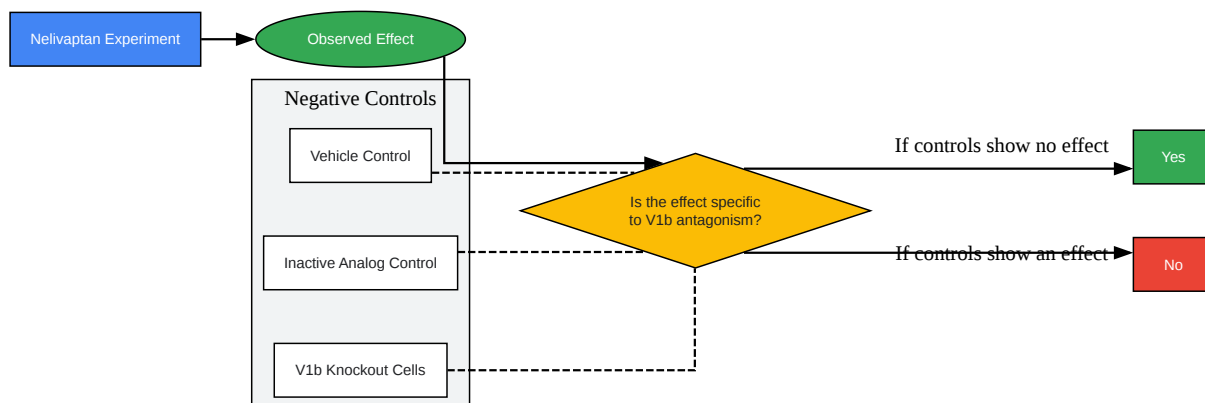 Nelivaptan Experiment
Observed Effect
Negative Controls
Vehicle Control
Inactive Analog Control
V1b Knockout Cells
Is the effect specific
to V1b antagonism?
If controls show no effect
Yes
If controls show an effect
No